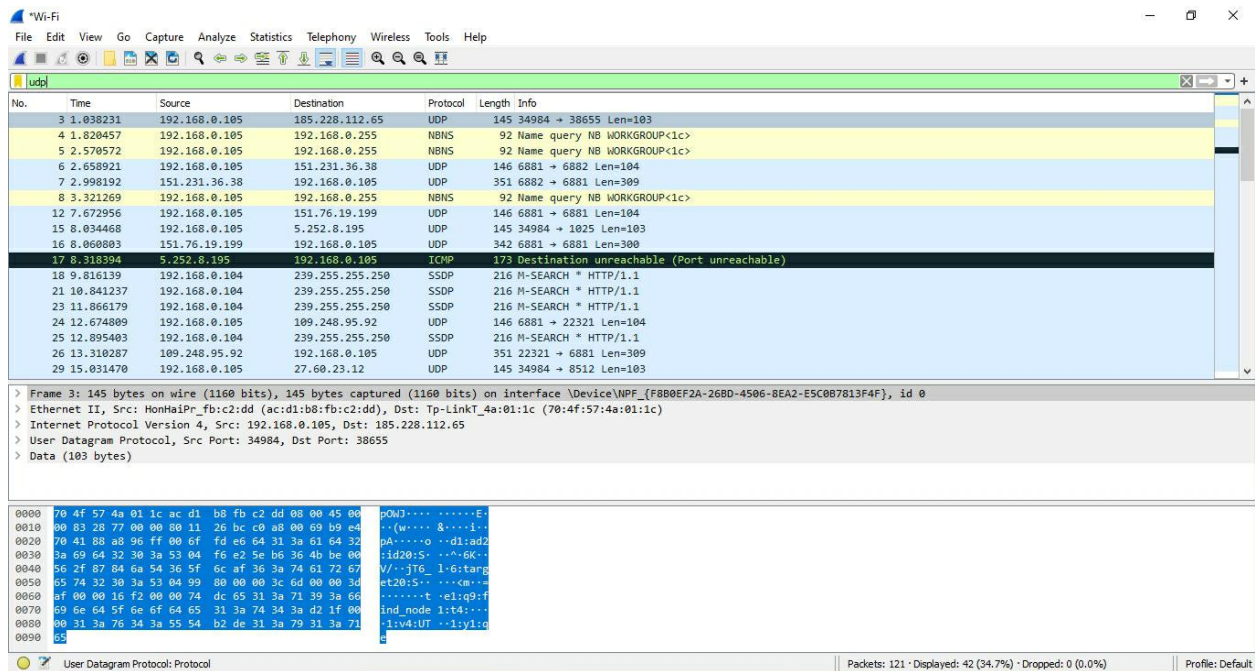 *Wi-Fi
File Edit View Go Capture Analyze Statistics Telephony Wireless Tools Help
udp
No. Time Source Destination Protocol Length Info
3 1.038231 192.168.0.105 185.228.112.65 UDP 145 34984 → 38655 Len=103
4 1.820457 192.168.0.105 192.168.0.255 NBNS 92 Name query NB WORKGROUP<1c>
5 2.570572 192.168.0.105 192.168.0.255 NBNS 92 Name query NB WORKGROUP<1c>
6 2.658921 192.168.0.105 151.231.36.38 UDP 146 6881 → 6882 Len=104
7 2.998192 151.231.36.38 192.168.0.105 UDP 351 6882 → 6881 Len=309
8 3.321269 192.168.0.105 192.168.0.255 NBNS 92 Name query NB WORKGROUP<1c>
12 7.672956 192.168.0.105 151.76.19.199 UDP 146 6881 → 6881 Len=104
15 8.034468 192.168.0.105 5.252.8.195 UDP 145 34984 → 1025 Len=103
16 8.060803 151.76.19.199 192.168.0.105 UDP 342 6881 → 6881 Len=300
17 8.318394 5.252.8.195 192.168.0.105 ICMP 173 Destination unreachable (Port unreachable)
18 9.816139 192.168.0.104 239.255.255.250 SSDP 216 M-SEARCH * HTTP/1.1
21 10.841237 192.168.0.104 239.255.255.250 SSDP 216 M-SEARCH * HTTP/1.1
23 11.866179 192.168.0.104 239.255.255.250 SSDP 216 M-SEARCH * HTTP/1.1
24 12.674809 192.168.0.105 109.248.95.92 UDP 146 6881 → 22321 Len=104
25 12.895403 192.168.0.104 239.255.255.250 SSDP 216 M-SEARCH * HTTP/1.1
26 13.310287 109.248.95.92 192.168.0.105 UDP 351 22321 → 6881 Len=309
29 15.031470 192.168.0.105 27.60.23.12 UDP 145 34984 → 8512 Len=103
> Frame 3: 145 bytes on wire (1160 bits), 145 bytes captured (1160 bits) on interface \Device\NPF_{F8B0EF2A-26BD-4506-8EA2-E5C0B7813F4F}, id 0
> Ethernet II, Src: HonHaiPr_fb:c2:dd (ac:d1:b8:fb:c2:dd), Dst: Tp-LinkT_4a:01:1c (70:4f:57:4a:01:1c)
> Internet Protocol Version 4, Src: 192.168.0.105, Dst: 185.228.112.65
> User Datagram Protocol, Src Port: 34984, Dst Port: 38655
> Data (103 bytes)
0000 70 4f 57 4a 01 1c ac d1 b8 fb c2 dd 08 00 45 00 pOWJ···· ······E·
0010 00 83 28 77 00 00 80 11 26 bc c0 a8 00 69 b9 e4 ··(w···· &····i··
0020 70 41 88 a8 96 ff 00 6f fd e6 64 31 3a 61 64 32 pA·····o ··d1:ad2
0030 3a 69 64 32 30 3a 53 04 f6 e2 5e b6 36 4b be 00 :id20:S· ··^·6K··
0040 56 2f 87 84 6a 54 36 5f 6c af 36 3a 74 61 72 67 V/··jT6_ l·6:targ
0050 65 74 32 30 3a 53 04 99 80 00 00 3c 6d 00 00 3d et20:S·· ···<m··=
0060 af 00 00 16 f2 00 00 74 dc 65 31 3a 71 39 3a 66 ·······t ·e1:q9:f
0070 69 6e 64 5f 6e 6f 64 65 31 3a 74 34 3a d2 1f 00 ind_node 1:t4:···
0080 00 31 3a 76 34 3a 55 54 b2 de 31 3a 79 31 3a 71 ·1:v4:UT ··1:y1:q
0090 65 e
User Datagram Protocol: Protocol Packets: 121 · Displayed: 42 (34.7%) · Dropped: 0 (0.0%) Profile: Default